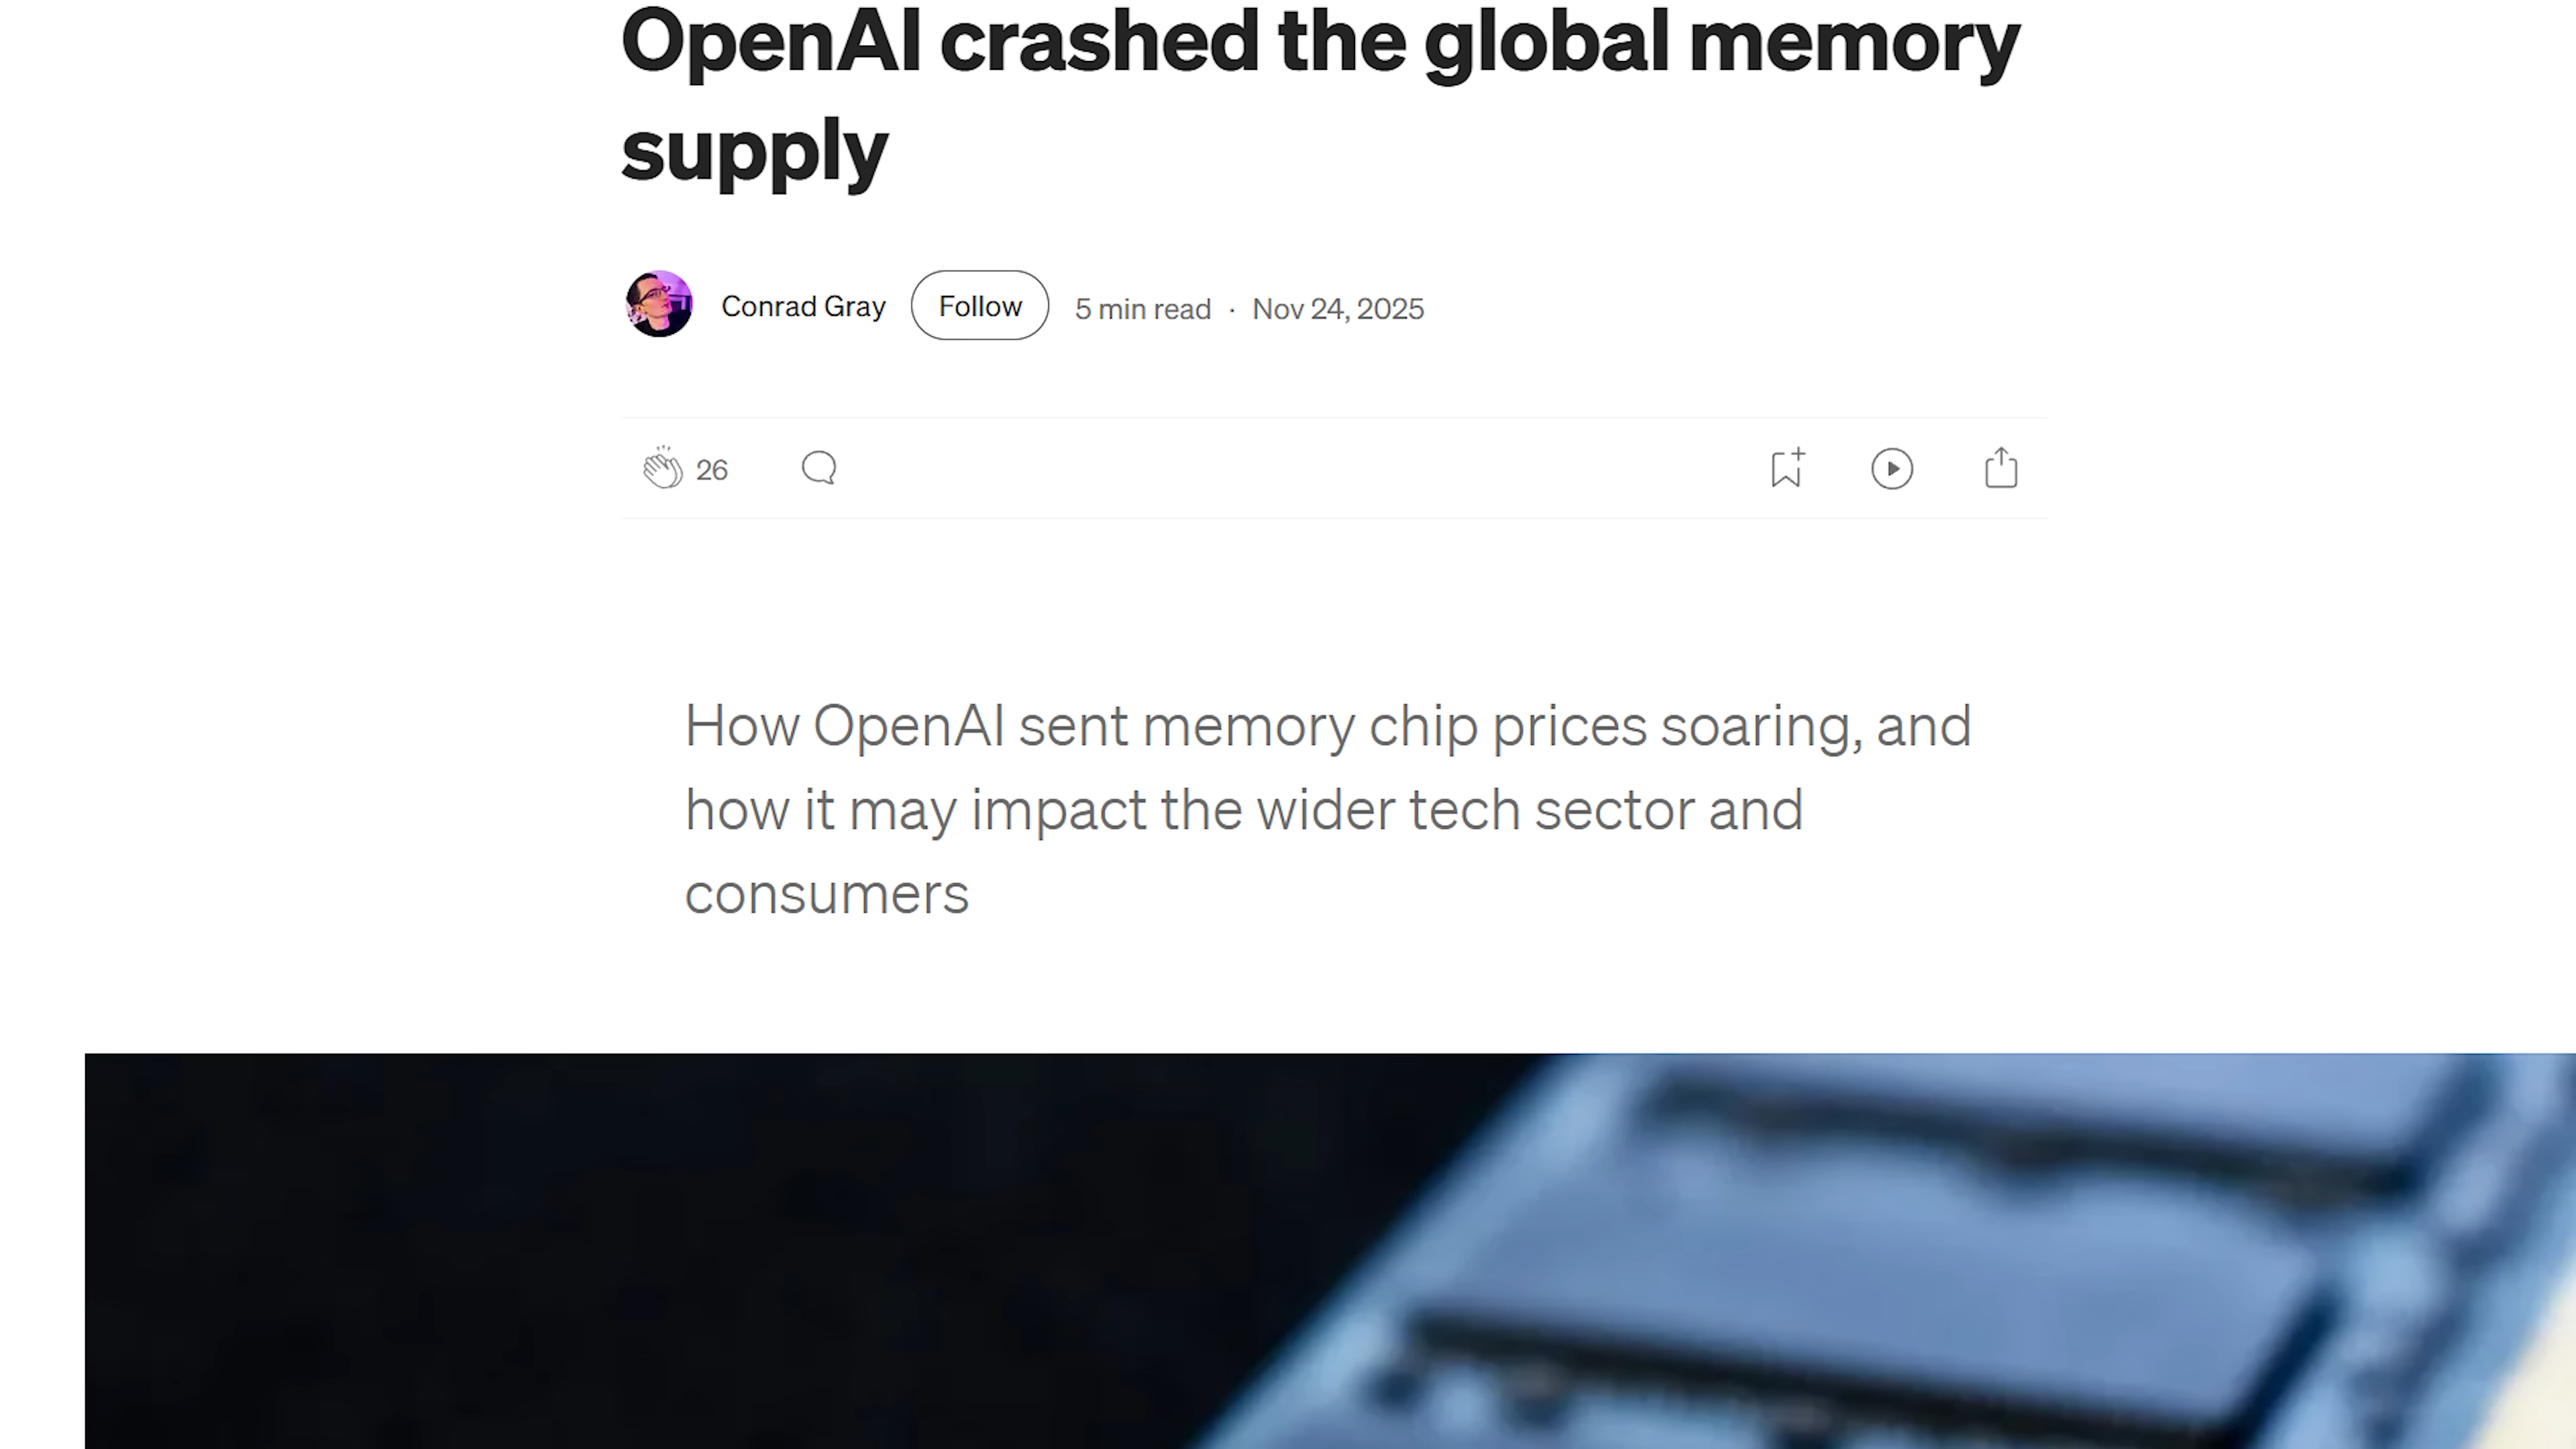 OpenAI crashed the global memory
supply
Conrad Gray Follow 5 min read · Nov 24, 2025
26
How OpenAI sent memory chip prices soaring, and
how it may impact the wider tech sector and
consumers